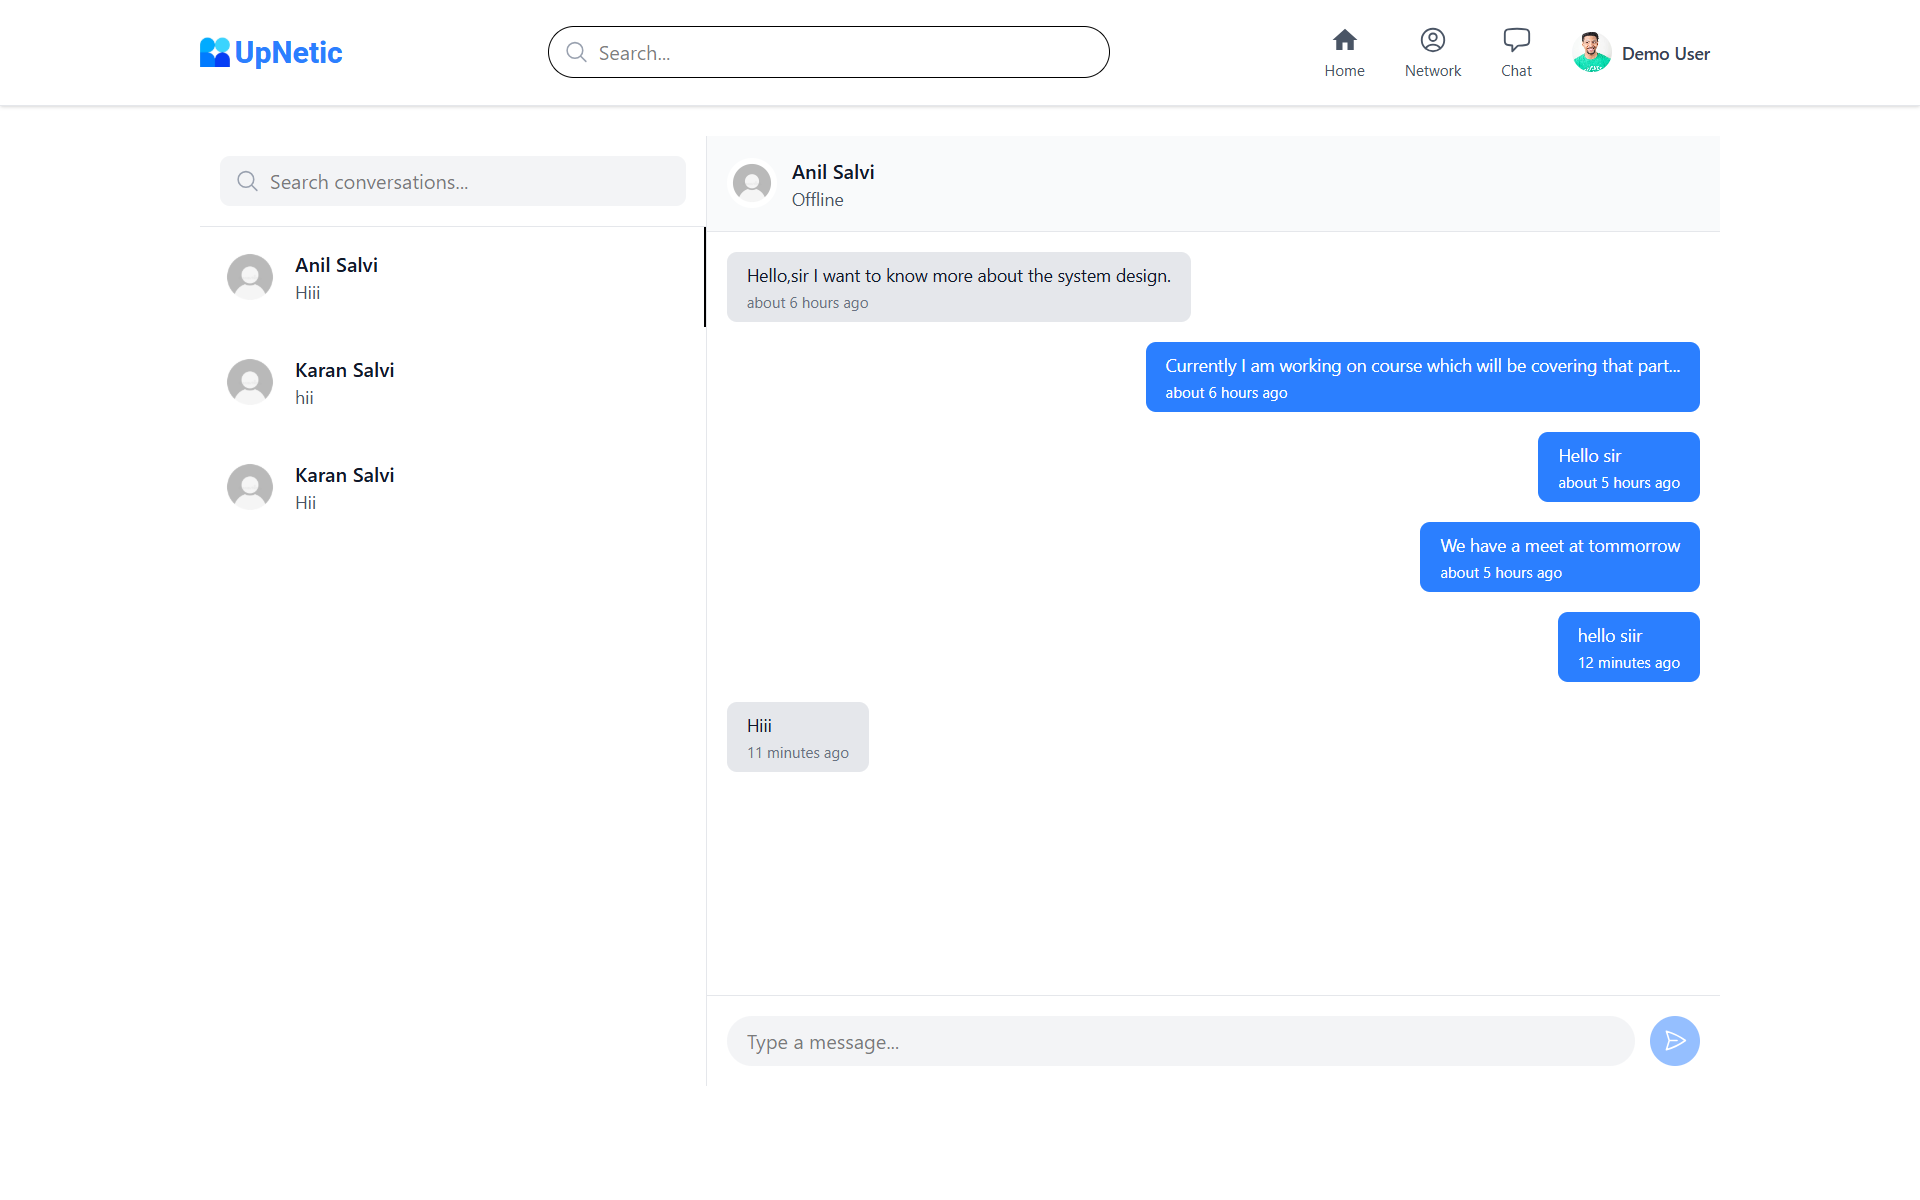 UpNetic
Search...
Home
Network
Chat
Demo User
Search conversations...
Anil Salvi
Hiii
Karan Salvi
hii
Karan Salvi
Hii
Anil Salvi
Offline
Hello,sir I want to know more about the system design.
about 6 hours ago
Currently I am working on course which will be covering that part...
about 6 hours ago
Hello sir
about 5 hours ago
We have a meet at tommorrow
about 5 hours ago
hello siir
12 minutes ago
Hiii
11 minutes ago
Type a message...